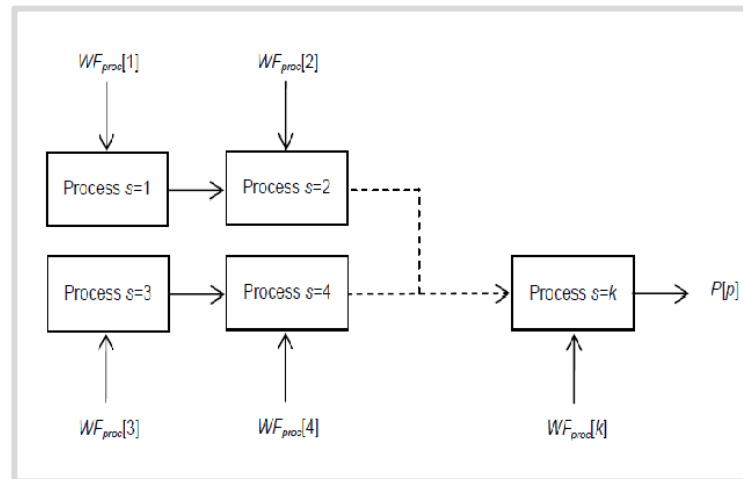 WFproc[1] WFproc[2]
Process s=1 Process s=2
Process s=3 Process s=4 Process s=k P[p]
WFproc[3] WFproc[4] WFproc[k]